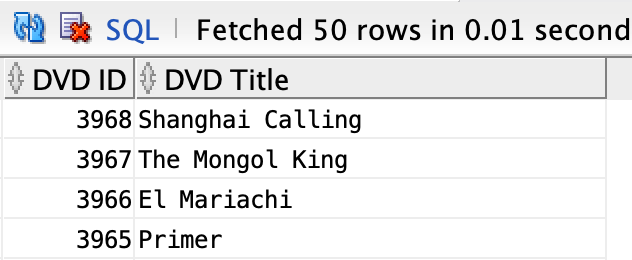 SQL | Fetched 50 rows in 0.01 second
DVD ID DVD Title
3968 Shanghai Calling
3967 The Mongol King
3966 El Mariachi
3965 Primer